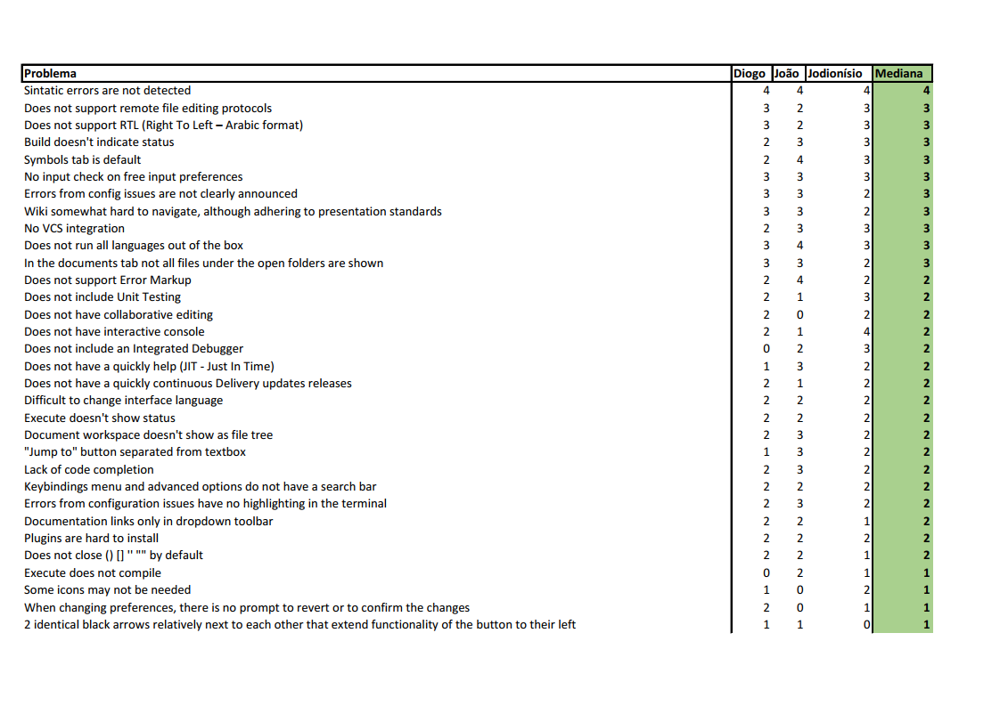 Problema Diogo João Jodionísio Mediana
Sintatic errors are not detected 4 4 4 4
Does not support remote file editing protocols 3 2 3 3
Does not support RTL (Right To Left – Arabic format) 3 2 3 3
Build doesn't indicate status 2 3 3 3
Symbols tab is default 2 4 3 3
No input check on free input preferences 3 3 3 3
Errors from config issues are not clearly announced 3 3 2 3
Wiki somewhat hard to navigate, although adhering to presentation standards 3 3 2 3
No VCS integration 2 3 3 3
Does not run all languages out of the box 3 4 3 3
In the documents tab not all files under the open folders are shown 3 3 2 3
Does not support Error Markup 2 4 2 2
Does not include Unit Testing 2 1 3 2
Does not have collaborative editing 2 0 2 2
Does not have interactive console 2 1 4 2
Does not include an Integrated Debugger 0 2 3 2
Does not have a quickly help (JIT - Just In Time) 1 3 2 2
Does not have a quickly continuous Delivery updates releases 2 1 2 2
Difficult to change interface language 2 2 2 2
Execute doesn't show status 2 2 2 2
Document workspace doesn't show as file tree 2 3 2 2
"Jump to" button separated from textbox 1 3 2 2
Lack of code completion 2 3 2 2
Keybindings menu and advanced options do not have a search bar 2 2 2 2
Errors from configuration issues have no highlighting in the terminal 2 3 2 2
Documentation links only in dropdown toolbar 2 2 1 2
Plugins are hard to install 2 2 2 2
Does not close () [] '' "" by default 2 2 1 2
Execute does not compile 0 2 1 1
Some icons may not be needed 1 0 2 1
When changing preferences, there is no prompt to revert or to confirm the changes 2 0 1 1
2 identical black arrows relatively next to each other that extend functionality of the button to their left 1 1 0 1